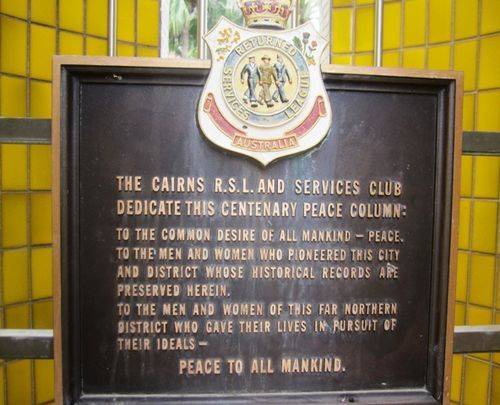 RETURNED
SERVICES LEAGUE
AUSTRALIA
THE CAIRNS R.S.L. AND SERVICES CLUB
DEDICATE THIS CENTENARY PEACE COLUMN:
TO THE COMMON DESIRE OF ALL MANKIND – PEACE.
TO THE MEN AND WOMEN WHO PIONEERED THIS CITY
AND DISTRICT WHOSE HISTORICAL RECORDS ARE
PRESERVED HEREIN.
TO THE MEN AND WOMEN OF THIS FAR NORTHERN
DISTRICT WHO GAVE THEIR LIVES IN PURSUIT OF
THEIR IDEALS –
PEACE TO ALL MANKIND.